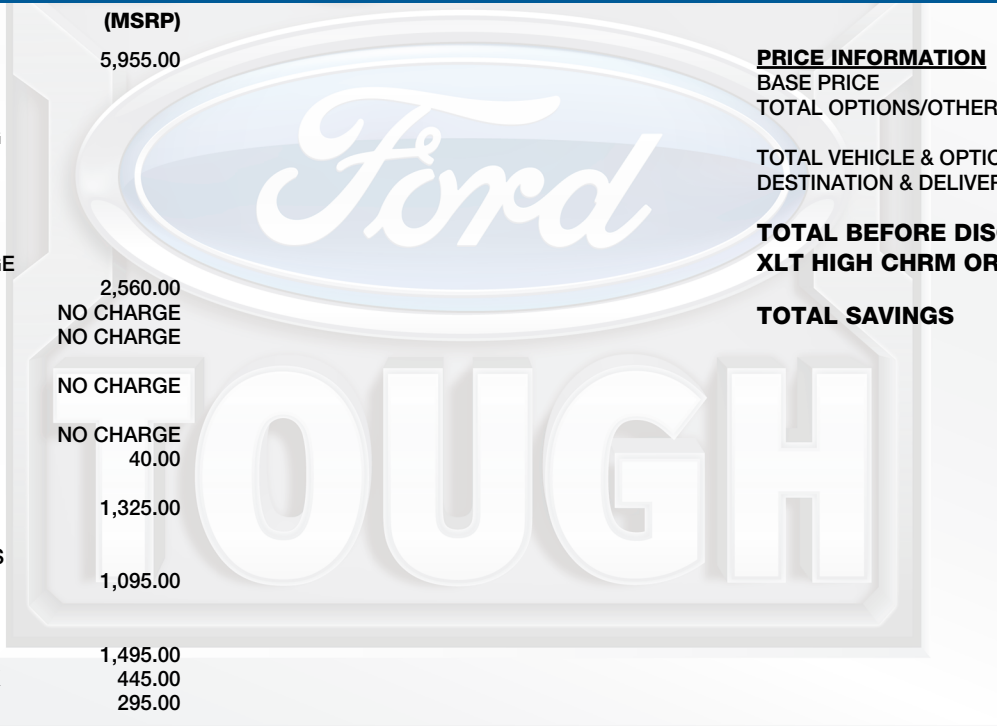 (MSRP)
5,955.00
2,560.00
NO CHARGE
NO CHARGE
NO CHARGE
NO CHARGE
40.00
1,325.00
1,095.00
1,495.00
445.00
295.00
PRICE INFORMATION
BASE PRICE
TOTAL OPTIONS/OTHER
TOTAL VEHICLE & OPTIO
DESTINATION & DELIVER
TOTAL BEFORE DIS
XLT HIGH CHRM OR
TOTAL SAVINGS
Ford
TOUGH